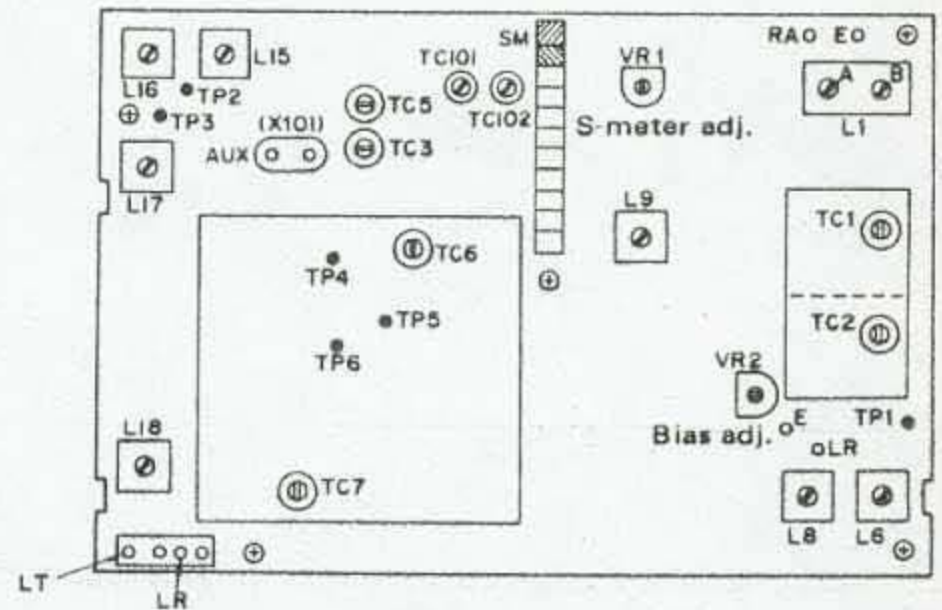 SM
RAO EO
L16
L15
TC101
VR1
A
B
TP2
TC5
TC102
TP3
(X101)
S-meter adj.
L1
AUX
TC3
L17
L9
TC1
TC6
TP4
TP5
TC2
TP6
VR2
L18
Bias adj.
E
TP1
LR
TC7
L8
L6
LT
LR